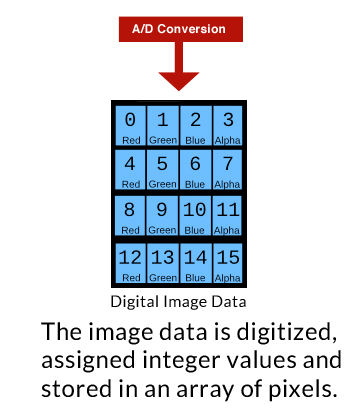 A/D Conversion
0 1 2 3
Red Green Blue Alpha
4 5 6 7
Red Green Blue Alpha
8 9 10 11
Red Green Blue Alpha
12 13 14 15
Red Green Blue Alpha
Digital Image Data
The image data is digitized,
assigned integer values and
stored in an array of pixels.